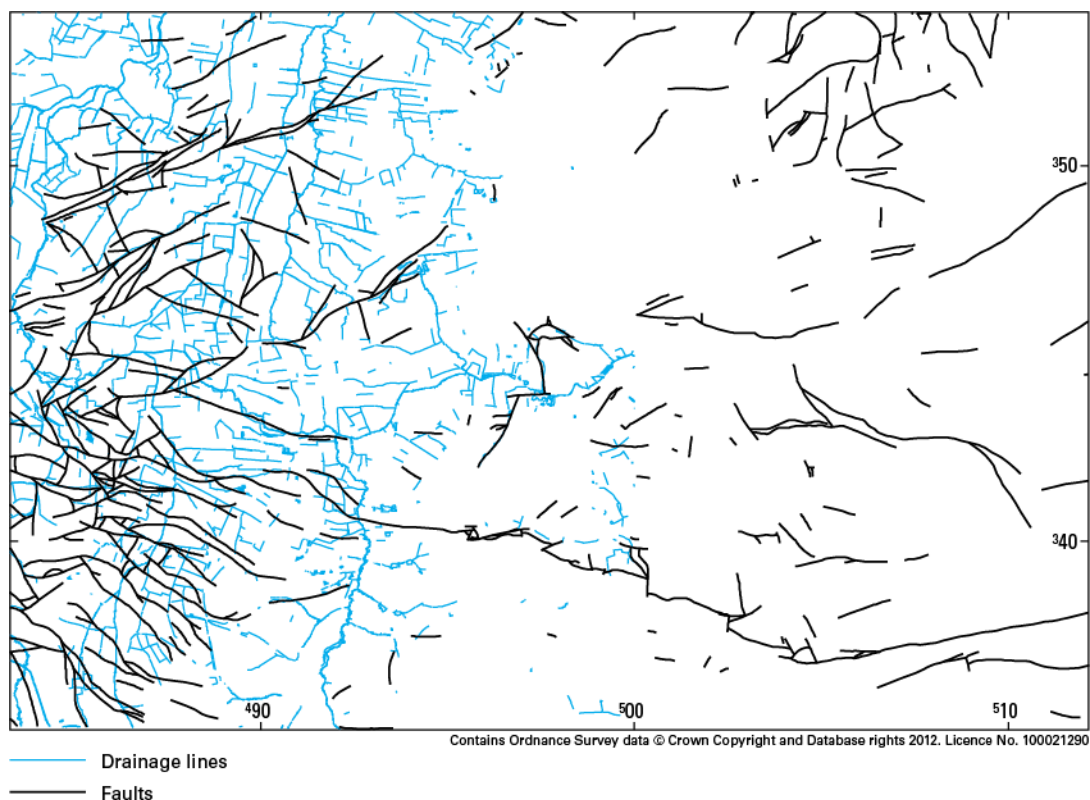 ³50
³40
⁴90
⁵00
⁵10
Contains Ordnance Survey data © Crown Copyright and Database rights 2012. Licence No. 100021290
Drainage lines
Faults